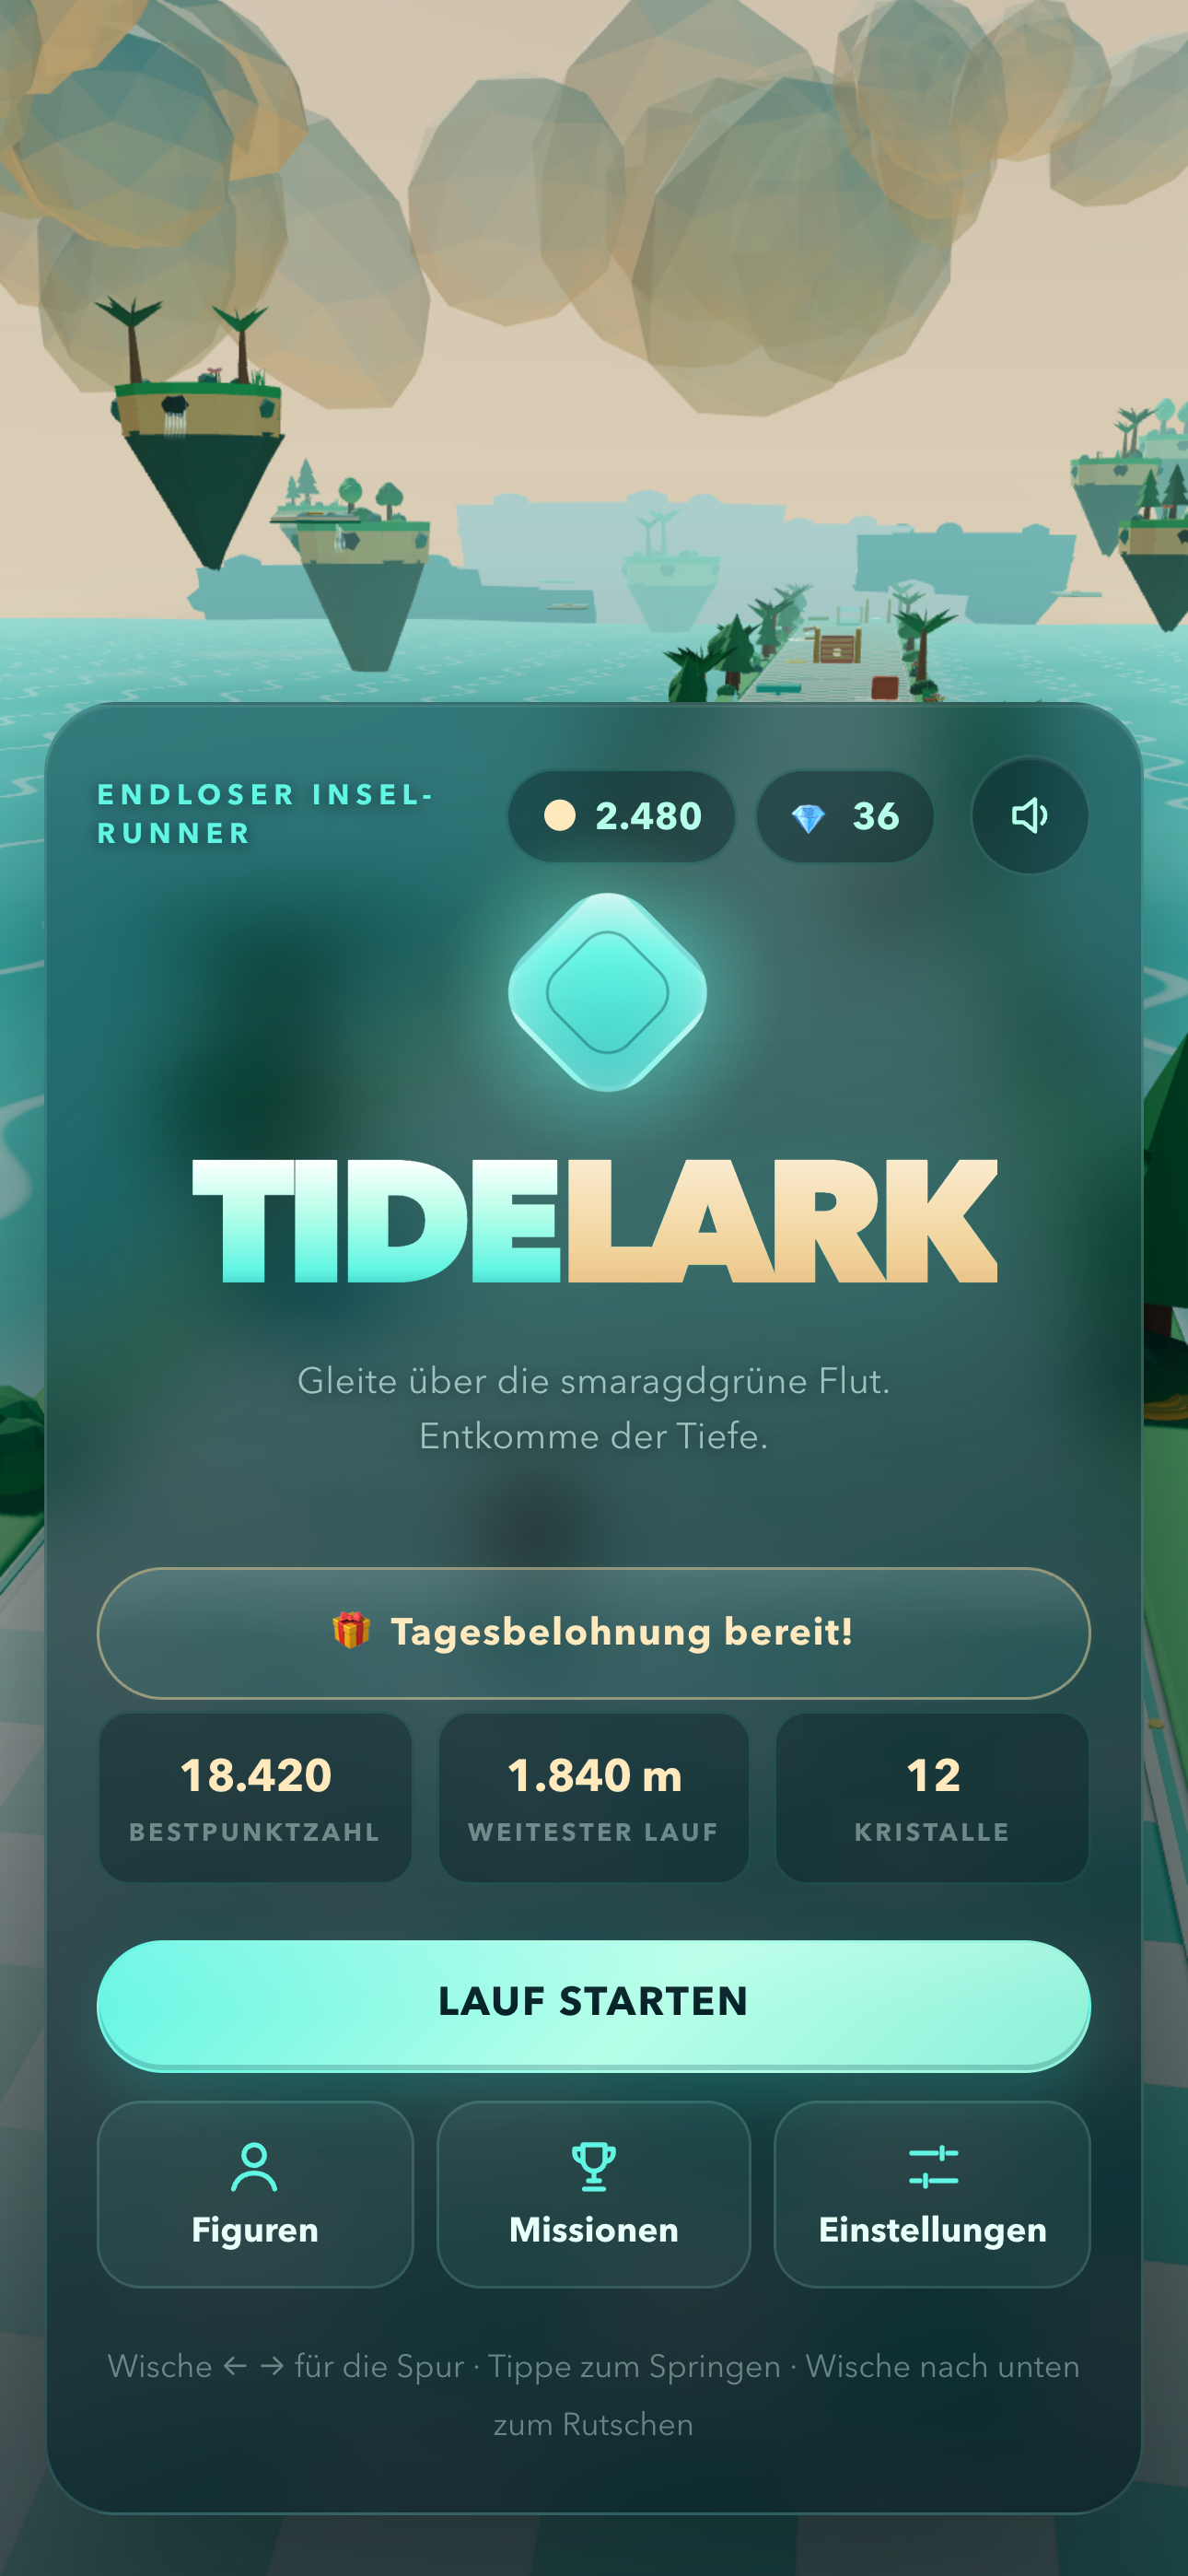 ENDLOSER INSEL-
RUNNER
2.480
36
TIDELARK
Gleite über die smaragdgrüne Flut.
Entkomme der Tiefe.
Tagesbelohnung bereit!
18.420
BESTPUNKTZAHL
1.840 m
WEITESTER LAUF
12
KRISTALLE
LAUF STARTEN
Figuren
Missionen
Einstellungen
Wische ← → für die Spur · Tippe zum Springen · Wische nach unten
zum Rutschen